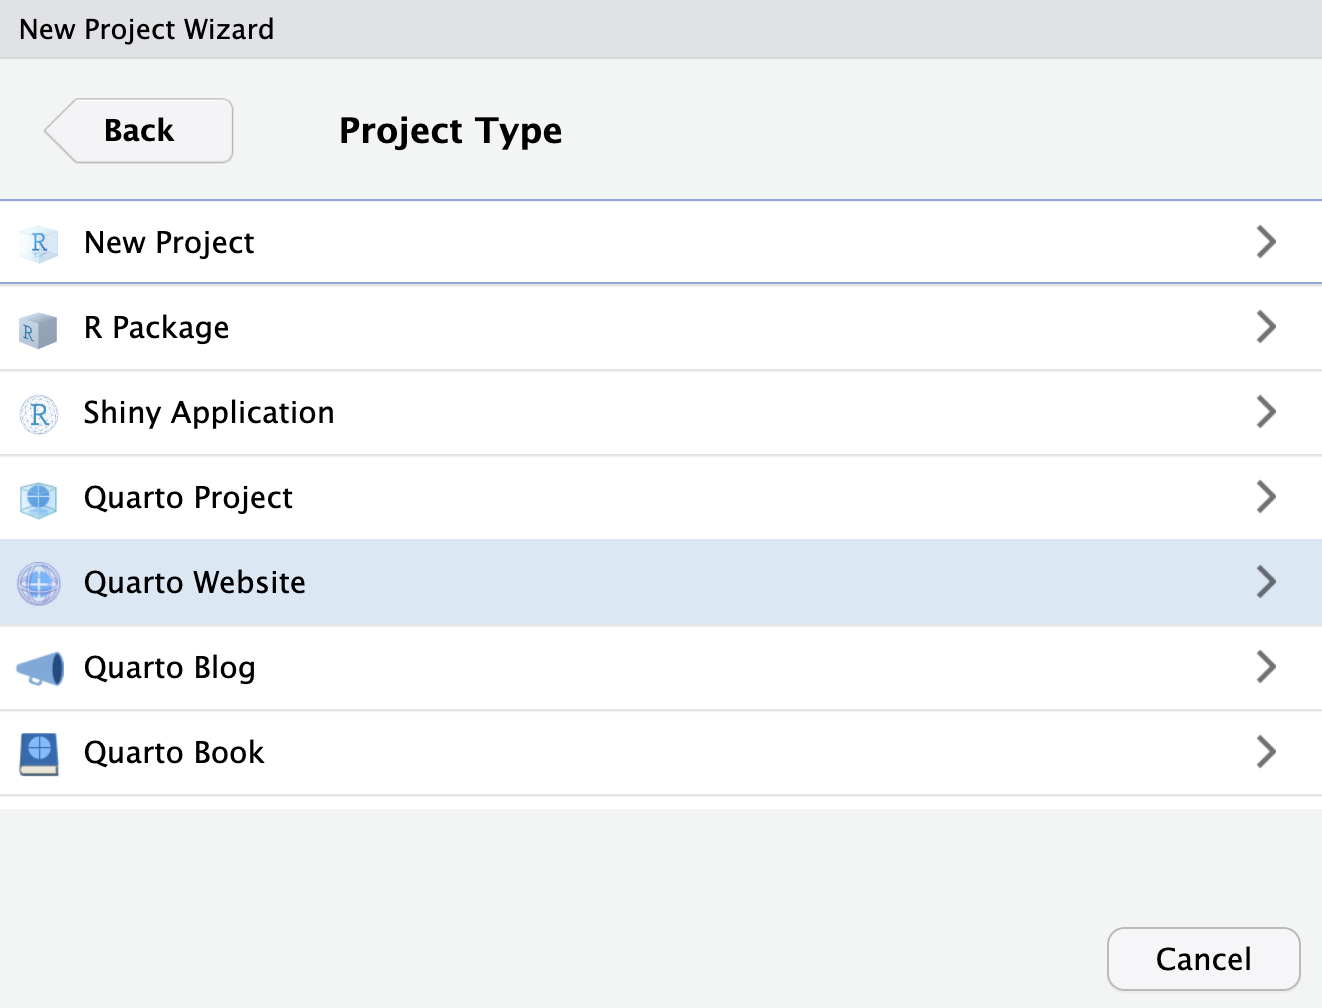 New Project Wizard
Back
Project Type
R New Project
R R Package
R Shiny Application
Quarto Project
Quarto Website
Quarto Blog
Quarto Book
Cancel